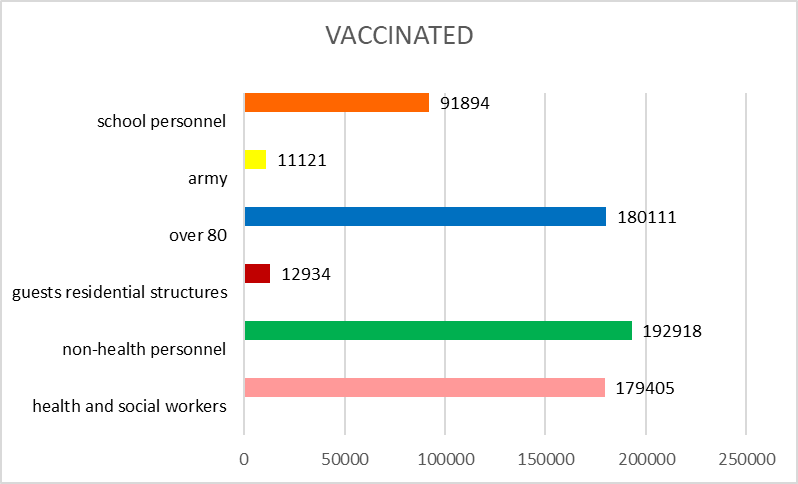 VACCINATED
school personnel
91894
army
11121
over 80
180111
guests residential structures
12934
non-health personnel
192918
health and social workers
179405
0 50000 100000 150000 200000 250000